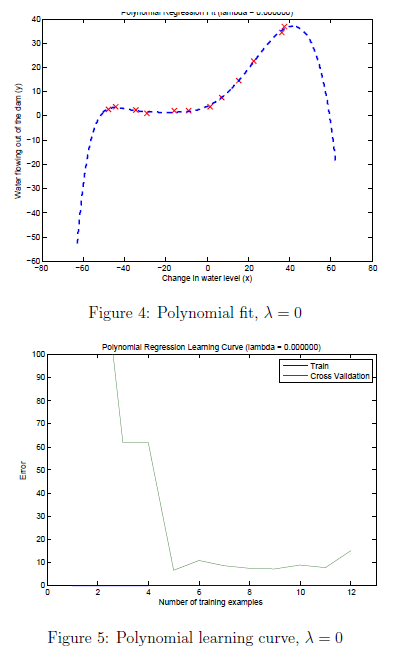 Polynomial Regression Fit (lambda = 0.000000)
40
30
20
10
0
−10
−20
−30
−40
−50
−60
Water flowing out of the dam (y)
−80 −60 −40 −20 0 20 40 60 80
Change in water level (x)
Figure 4: Polynomial fit, λ = 0
Polynomial Regression Learning Curve (lambda = 0.000000)
100
90
80
70
60
50
40
30
20
10
0
Error
Train
Cross Validation
0 2 4 6 8 10 12
Number of training examples
Figure 5: Polynomial learning curve, λ = 0